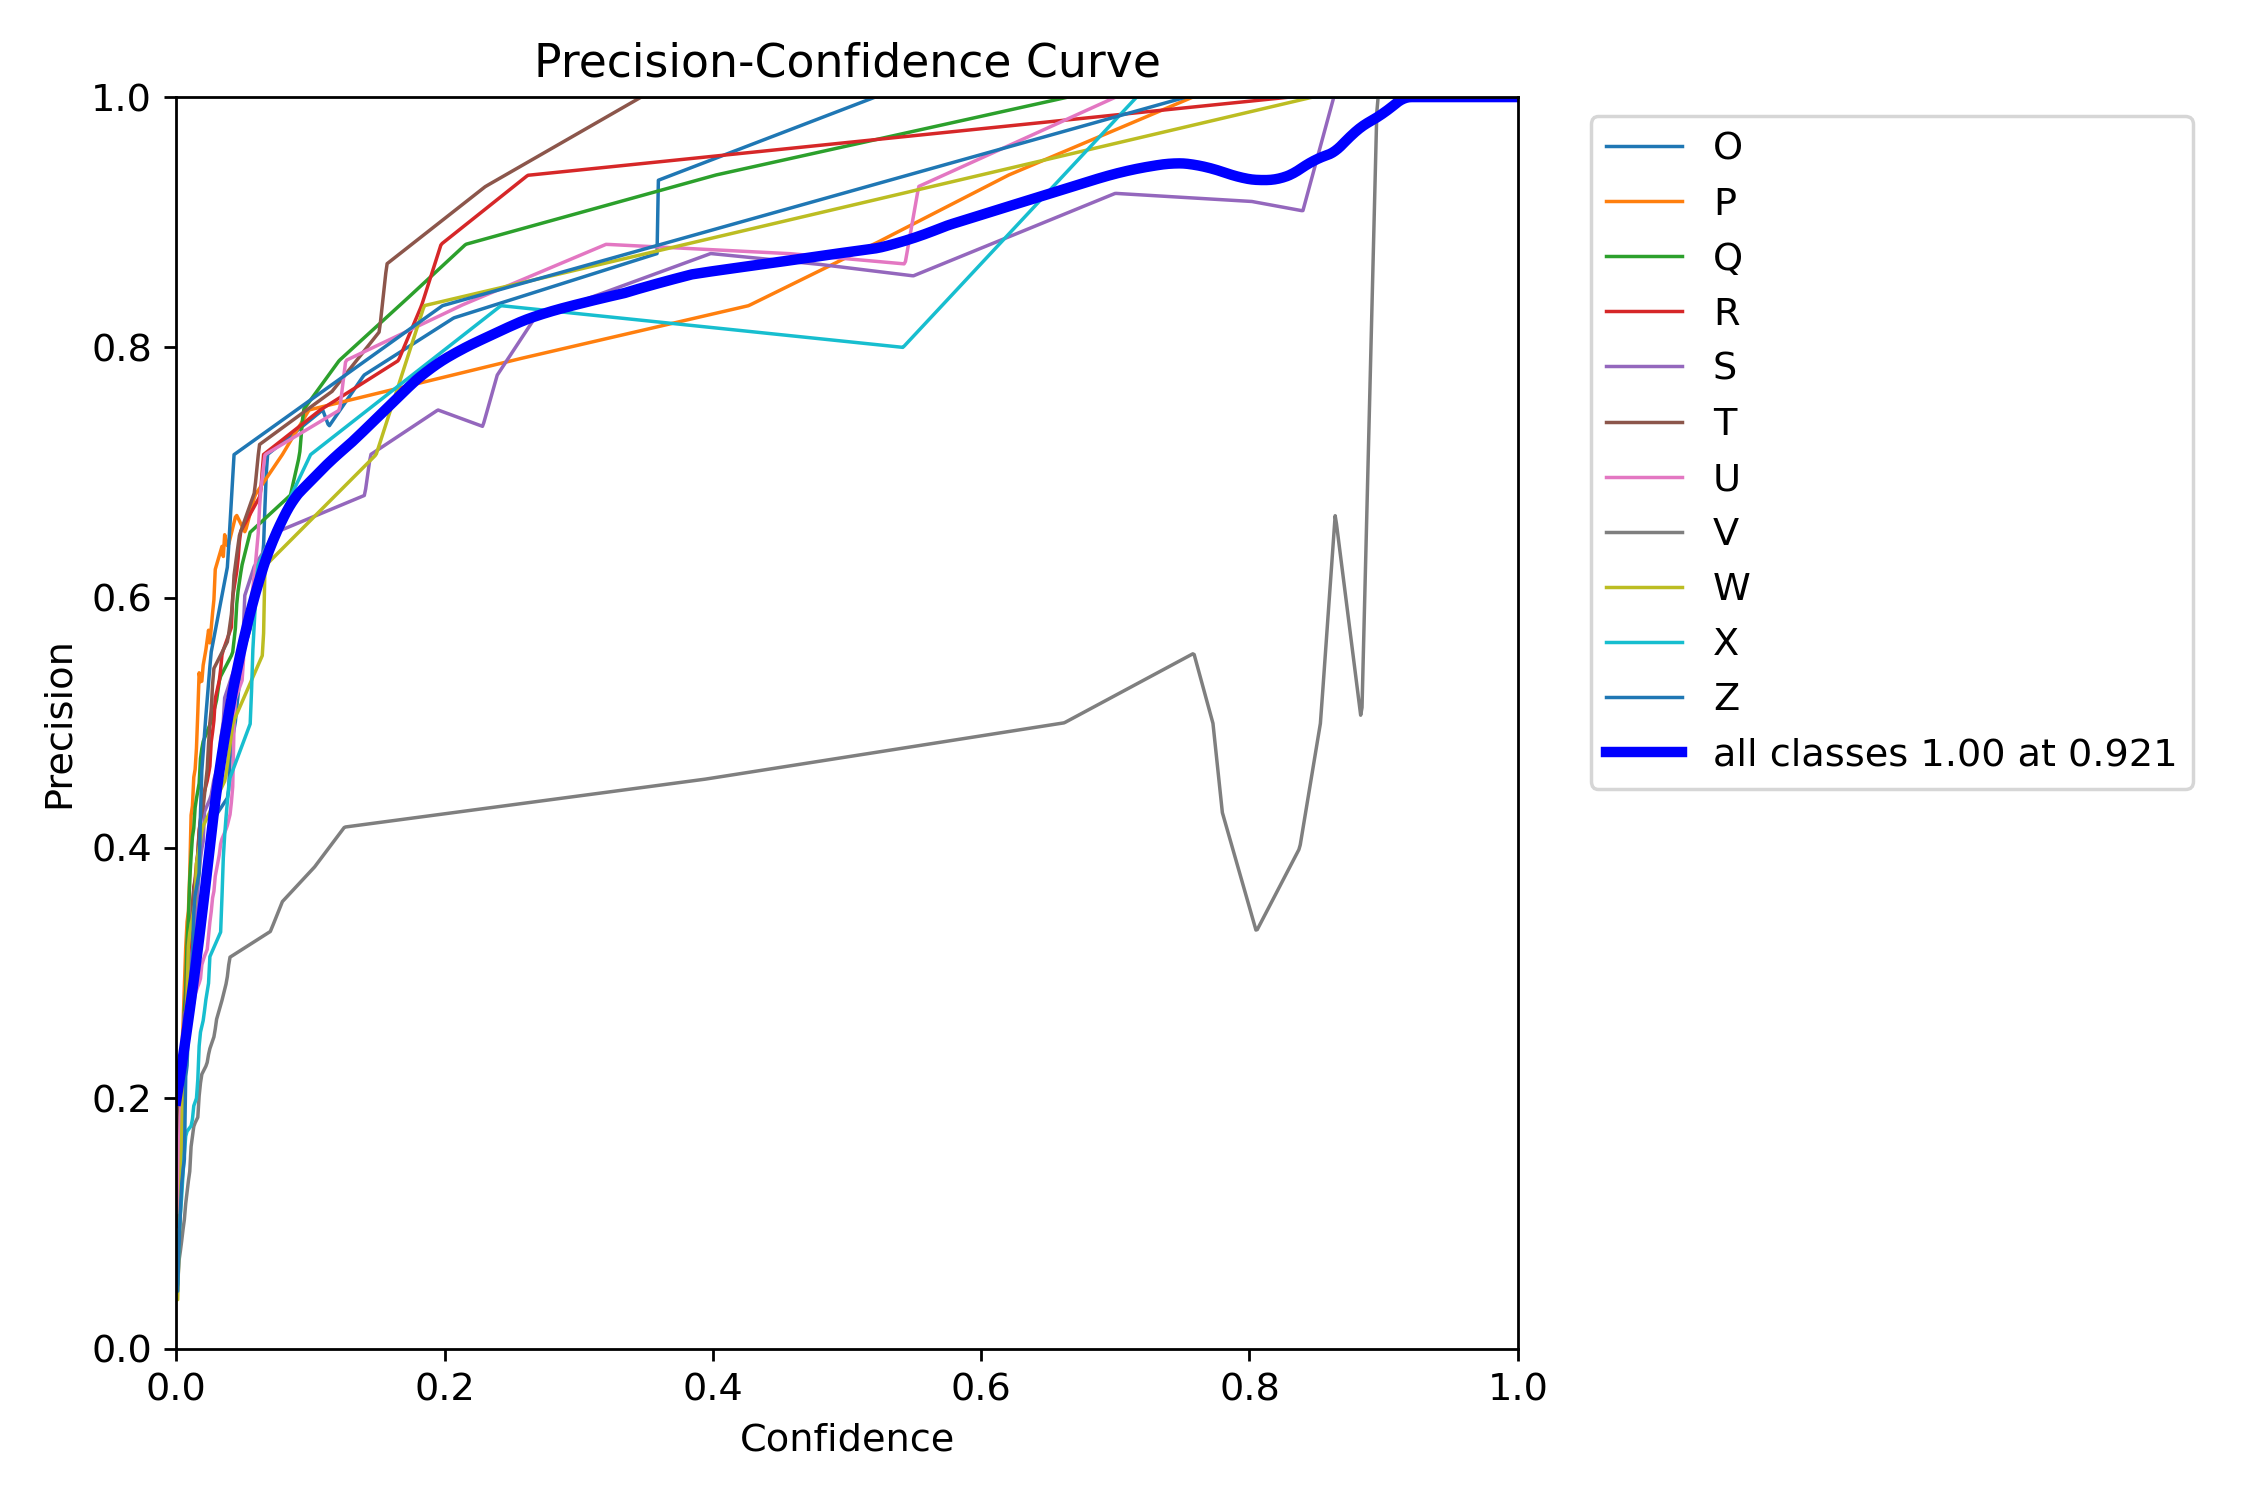 Precision-Confidence Curve
1.0
0.8
0.6
0.4
0.2
0.0
Precision
0.0 0.2 0.4 0.6 0.8 1.0
Confidence
O
P
Q
R
S
T
U
V
W
X
Z
all classes 1.00 at 0.921